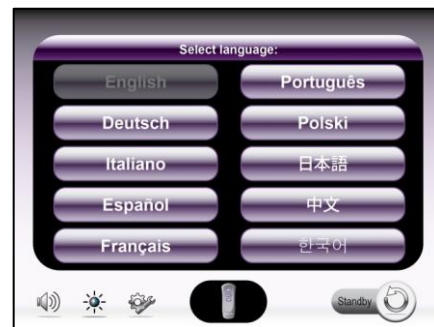 Select language:
English
Português
Deutsch
Polski
Italiano
日本語
Español
中文
Français
한국어
Standby